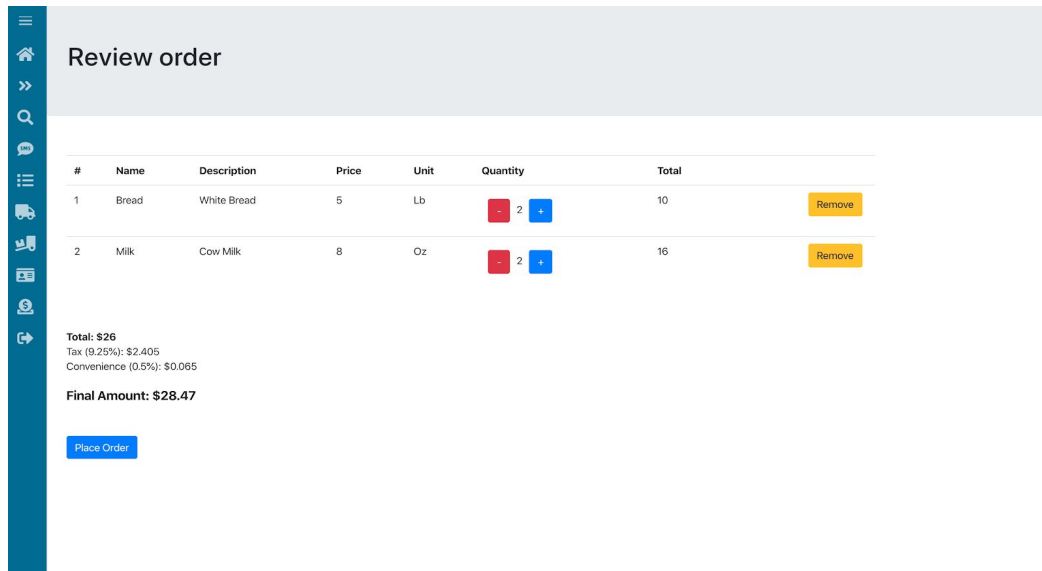 Review order
SMS
# Name Description Price Unit Quantity Total
1 Bread White Bread 5 Lb - 2 + 10 Remove
2 Milk Cow Milk 8 Oz - 2 + 16 Remove
Total: $26
Tax (9.25%): $2.405
Convenience (0.5%): $0.065
Final Amount: $28.47
Place Order